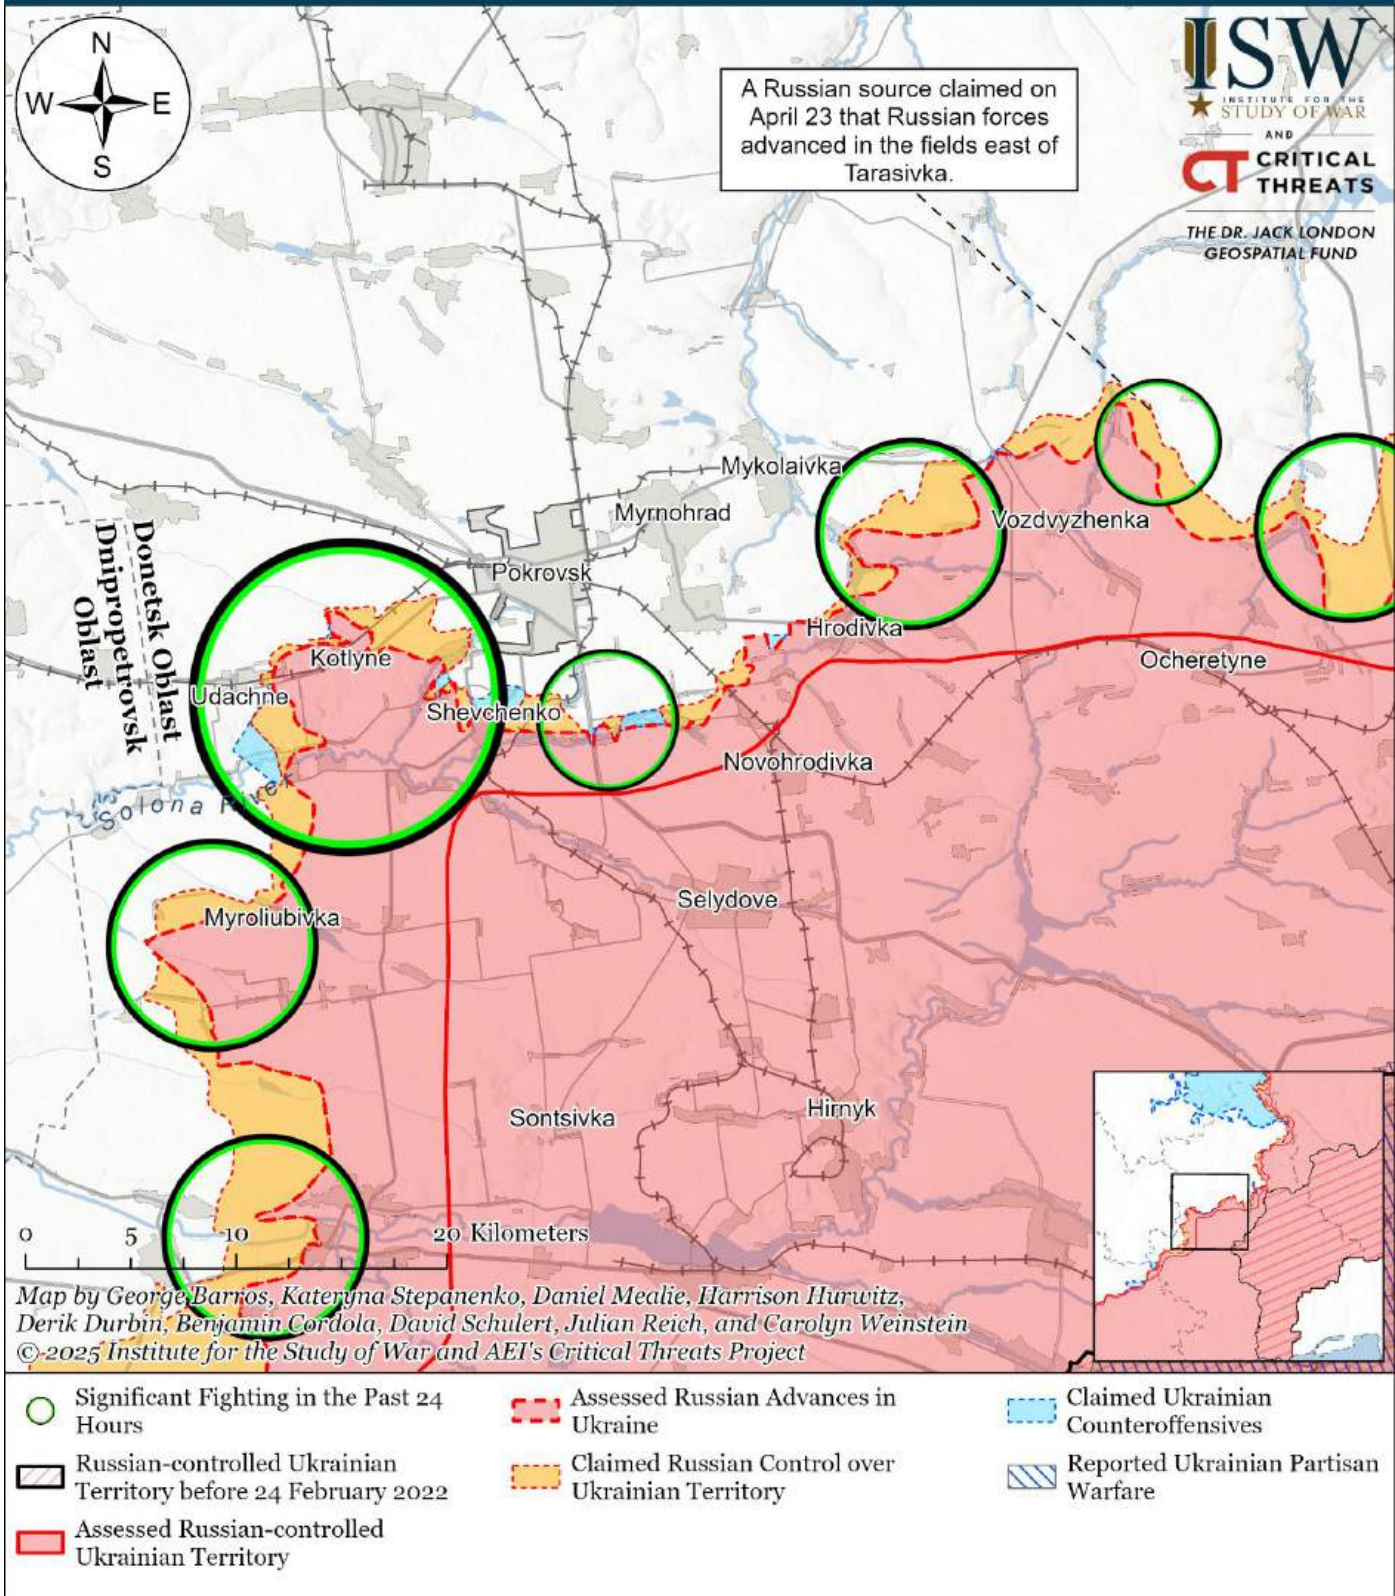 N
W
E
S
A Russian source claimed on
April 23 that Russian forces
advanced in the fields east of
Tarasivka.
ISW
INSTITUTE FOR THE
STUDY OF WAR
AND
CT CRITICAL
THREATS
THE DR. JACK LONDON
GEOSPATIAL FUND
Mykolaivka
Myrnohrad
Vozdvyzhenka
Pokrovsk
Donetsk Oblast
Dnipropetrovsk
Oblast
Hrodivka
Kotlyne
Ocheretyne
Udachne
Shevchenko
Novohrodivka
Solona River
Selydove
Myroliubivka
Sontsivka
Hirnyk
0 5 10 20 Kilometers
Map by George Barros, Kateryna Stepanenko, Daniel Mealie, Harrison Hurwitz,
Derik Durbin, Benjamin Cordola, David Schulert, Julian Reich, and Carolyn Weinstein
© 2025 Institute for the Study of War and AEI's Critical Threats Project
Significant Fighting in the Past 24
Hours
Russian-controlled Ukrainian
Territory before 24 February 2022
Assessed Russian-controlled
Ukrainian Territory
Assessed Russian Advances in
Ukraine
Claimed Russian Control over
Ukrainian Territory
Claimed Ukrainian
Counteroffensives
Reported Ukrainian Partisan
Warfare